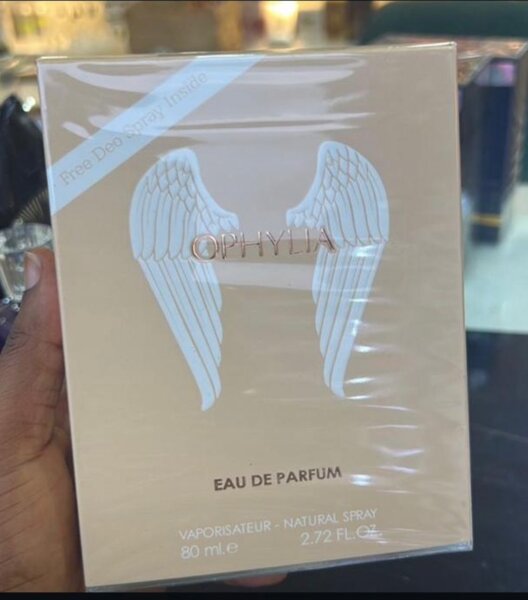 Free Deo Spray Inside
OPHYLIA
EAU DE PARFUM
VAPORISATEUR - NATURAL SPRAY
80 ml.e 2.72 FL.OZ.